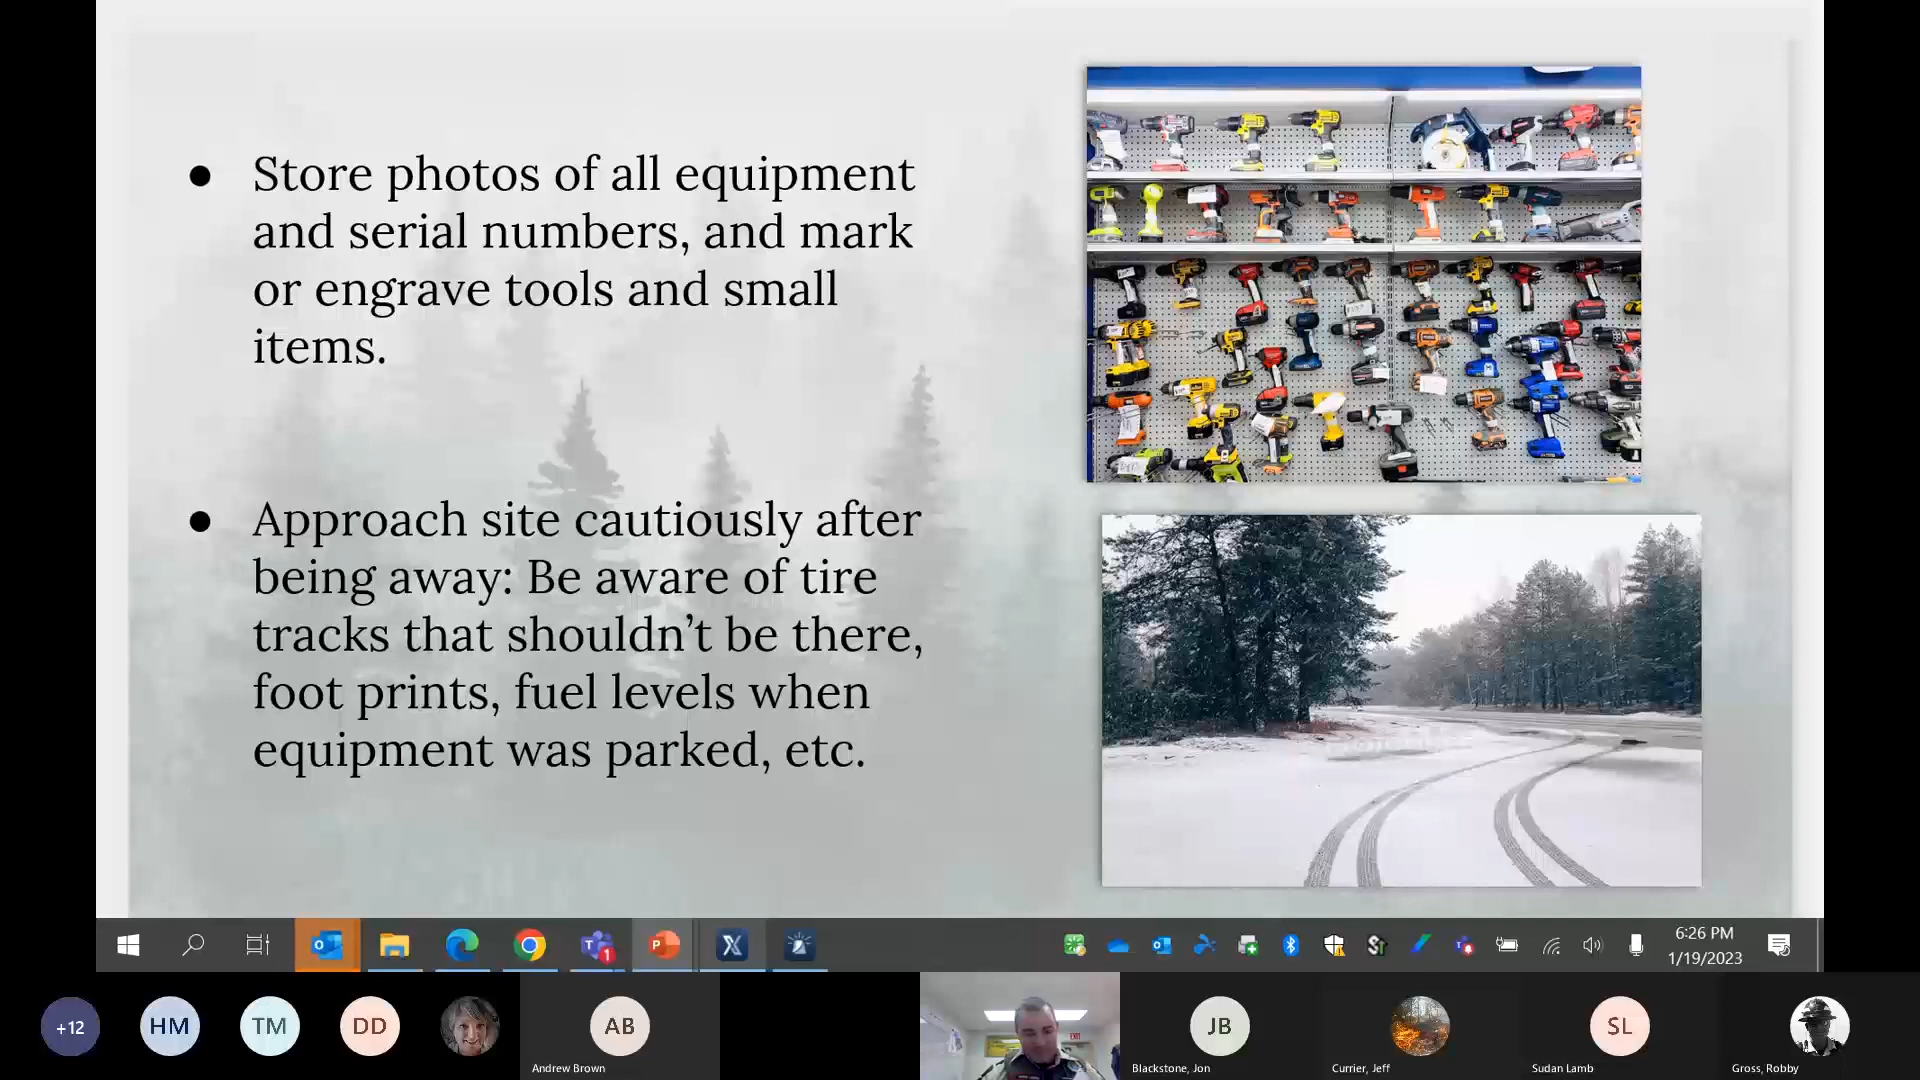 ● Store photos of all equipment
and serial numbers, and mark
or engrave tools and small
items.
● Approach site cautiously after
being away: Be aware of tire
tracks that shouldn’t be there,
foot prints, fuel levels when
equipment was parked, etc.
6:26 PM
1/19/2023
+12
HM
TM
DD
AB
Andrew Brown
EXIT
JB
Blackstone, Jon
Currier, Jeff
SL
Sudan Lamb
Gross, Robby